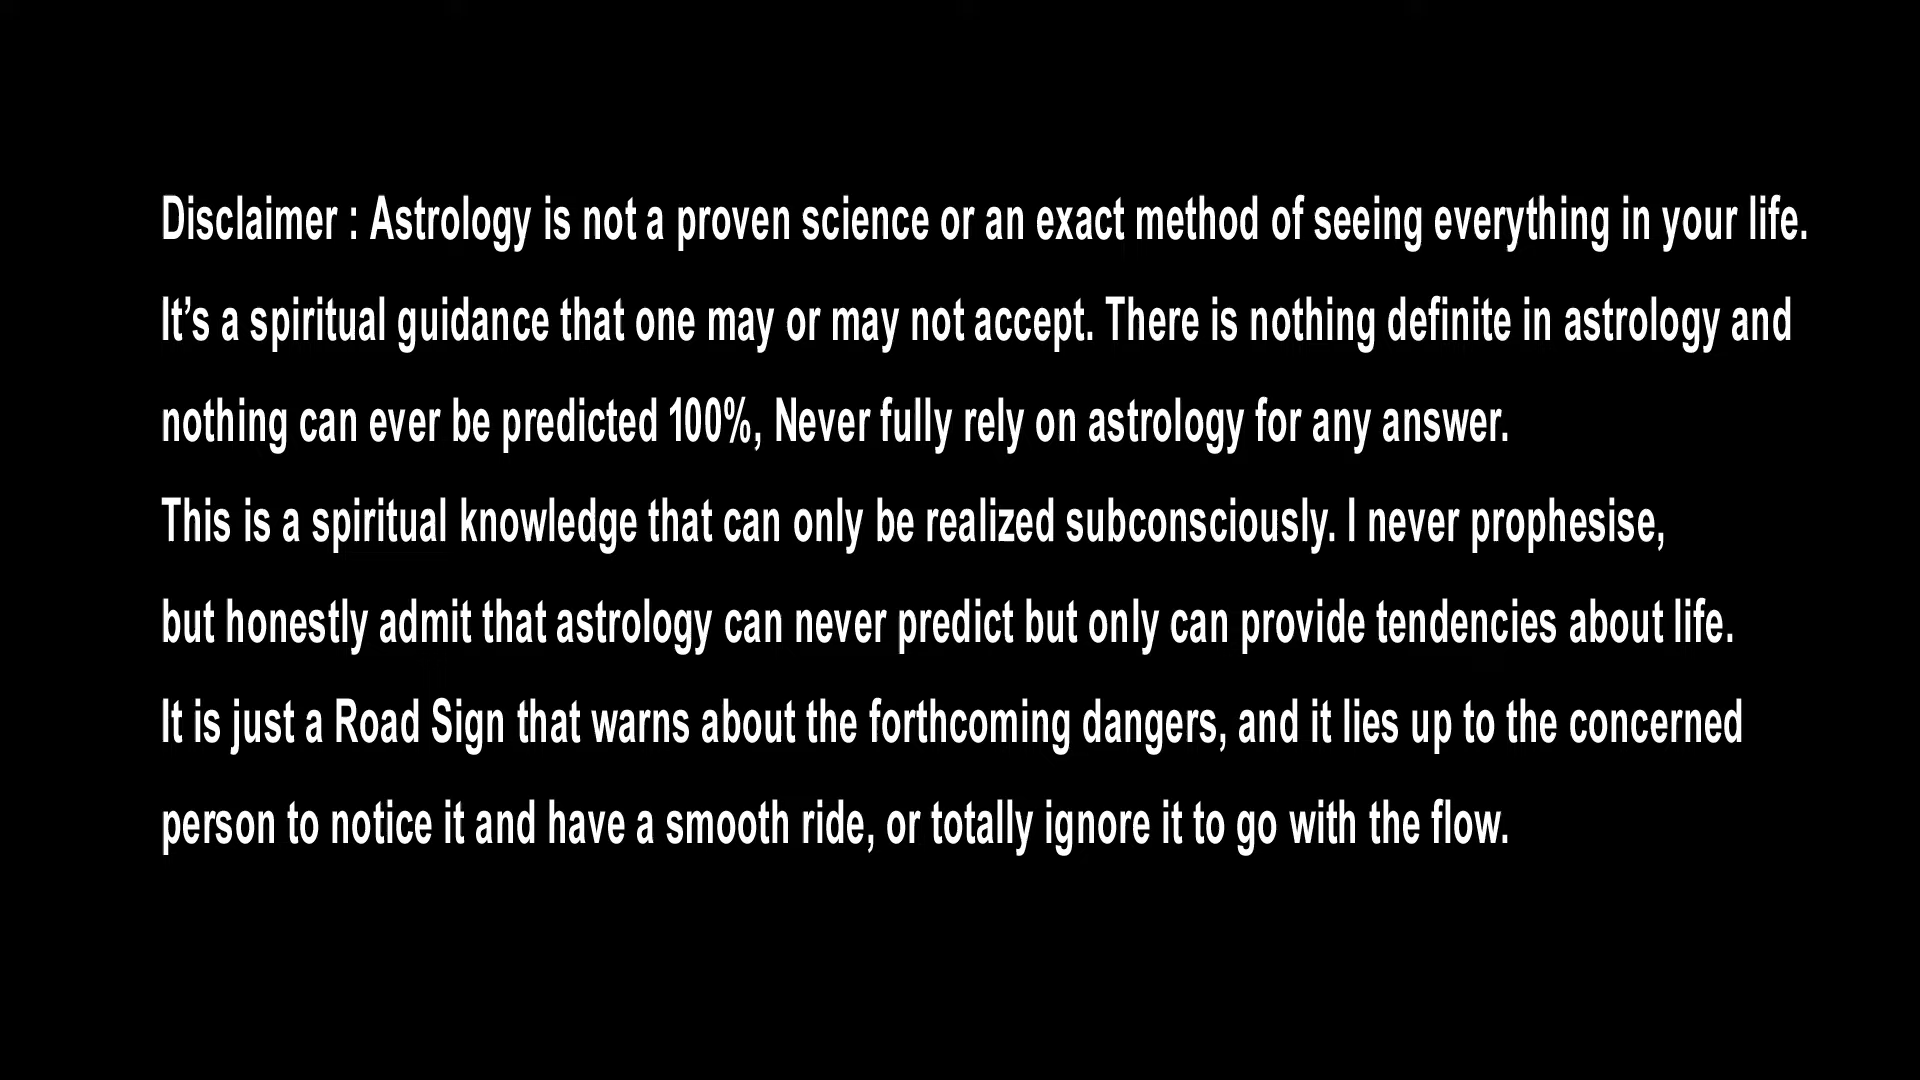 Disclaimer : Astrology is not a proven science or an exact method of seeing everything in your life.
It’s a spiritual guidance that one may or may not accept. There is nothing definite in astrology and
nothing can ever be predicted 100%, Never fully rely on astrology for any answer.
This is a spiritual knowledge that can only be realized subconsciously. I never prophesise,
but honestly admit that astrology can never predict but only can provide tendencies about life.
It is just a Road Sign that warns about the forthcoming dangers, and it lies up to the concerned
person to notice it and have a smooth ride, or totally ignore it to go with the flow.